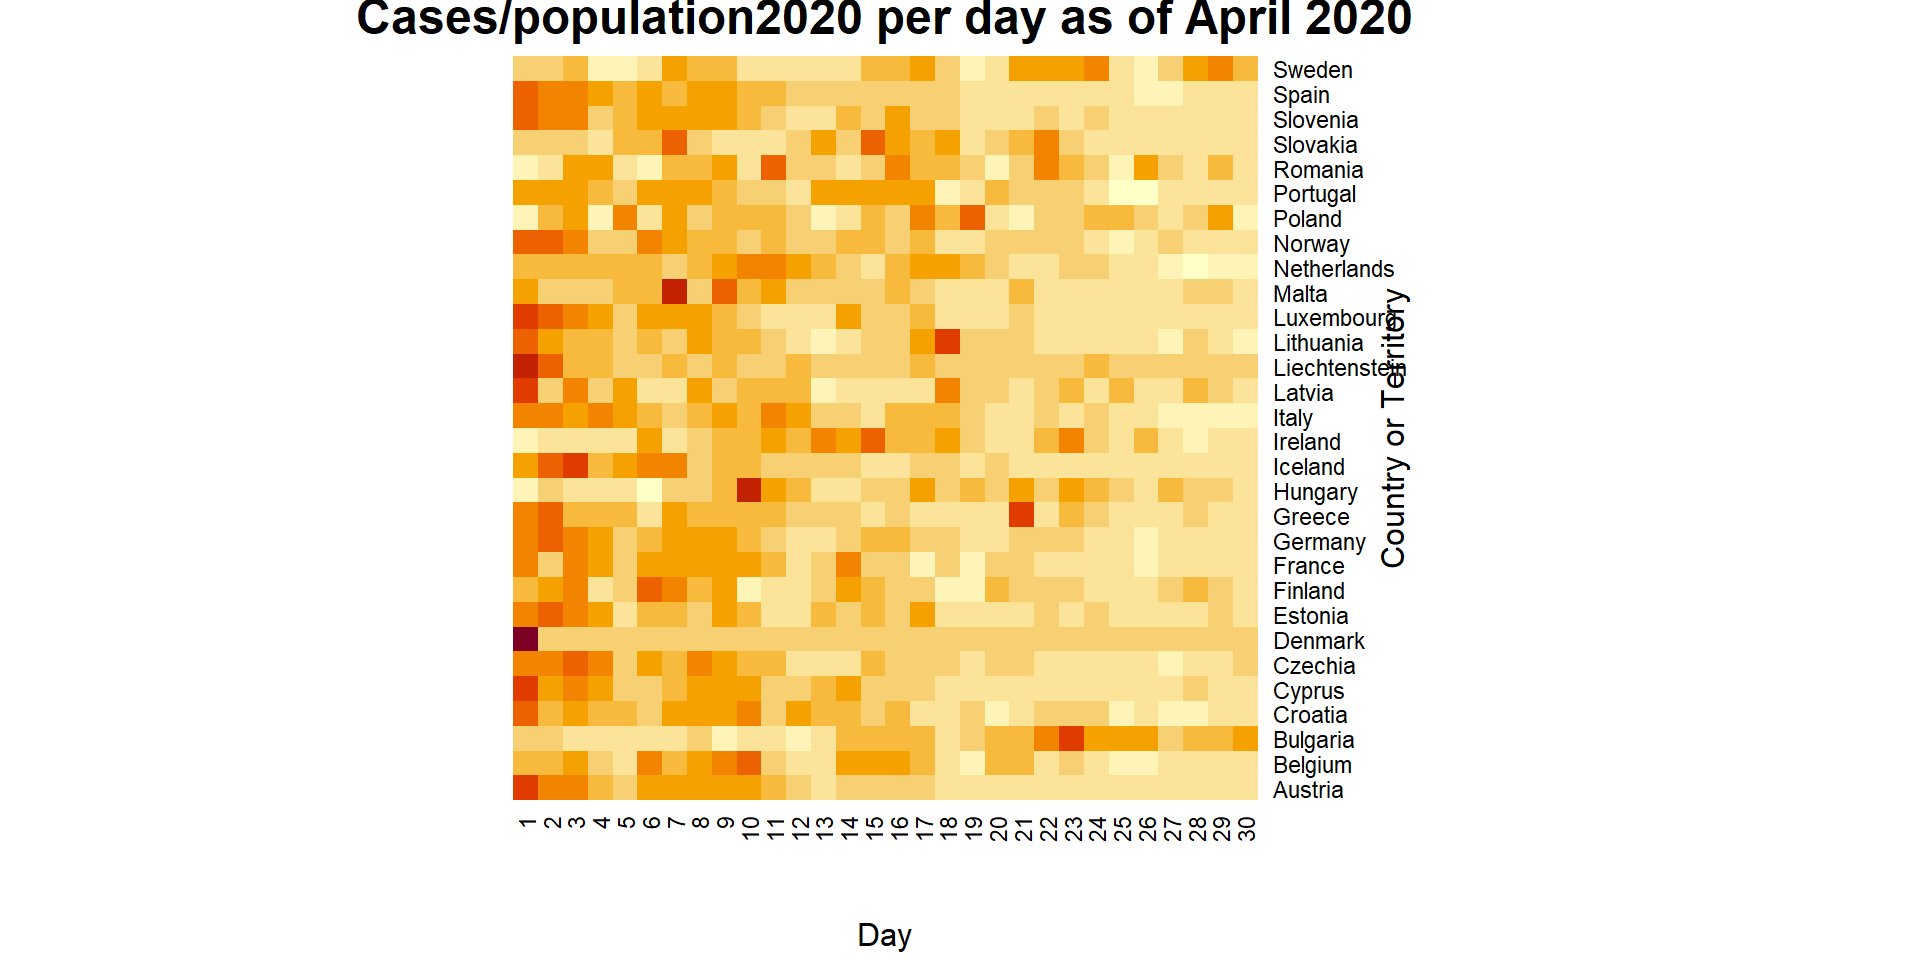 Cases/population2020 per day as of April 2020
Sweden
Spain
Slovenia
Slovakia
Romania
Portugal
Poland
Norway
Netherlands
Malta
Luxembourg
Lithuania
Liechtenstein
Latvia
Italy
Ireland
Iceland
Hungary
Greece
Germany
France
Finland
Estonia
Denmark
Czechia
Cyprus
Croatia
Bulgaria
Belgium
Austria
Country or Territory
1 2 3 4 5 6 7 8 9 10 11 12 13 14 15 16 17 18 19 20 21 22 23 24 25 26 27 28 29 30
Day